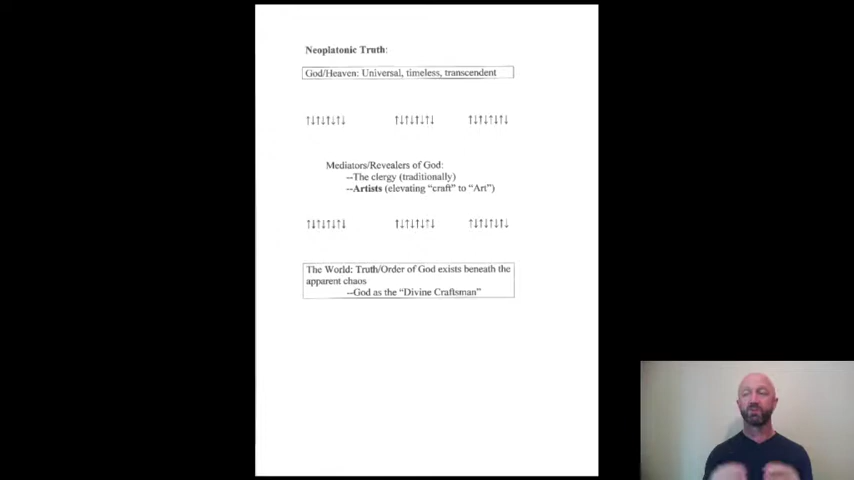 Neoplatonic Truth:
God/Heaven: Universal, timeless, transcendent
↑↓↑↓↑↓↑↓ ↑↓↑↓↑↓↑↓ ↑↓↑↓↑↓↑↓
Mediators/Revealers of God:
--The clergy (traditionally)
--Artists (elevating “craft” to “Art”)
↑↓↑↓↑↓↑↓ ↑↓↑↓↑↓↑↓ ↑↓↑↓↑↓↑↓
The World: Truth/Order of God exists beneath the
apparent chaos
--God as the “Divine Craftsman”